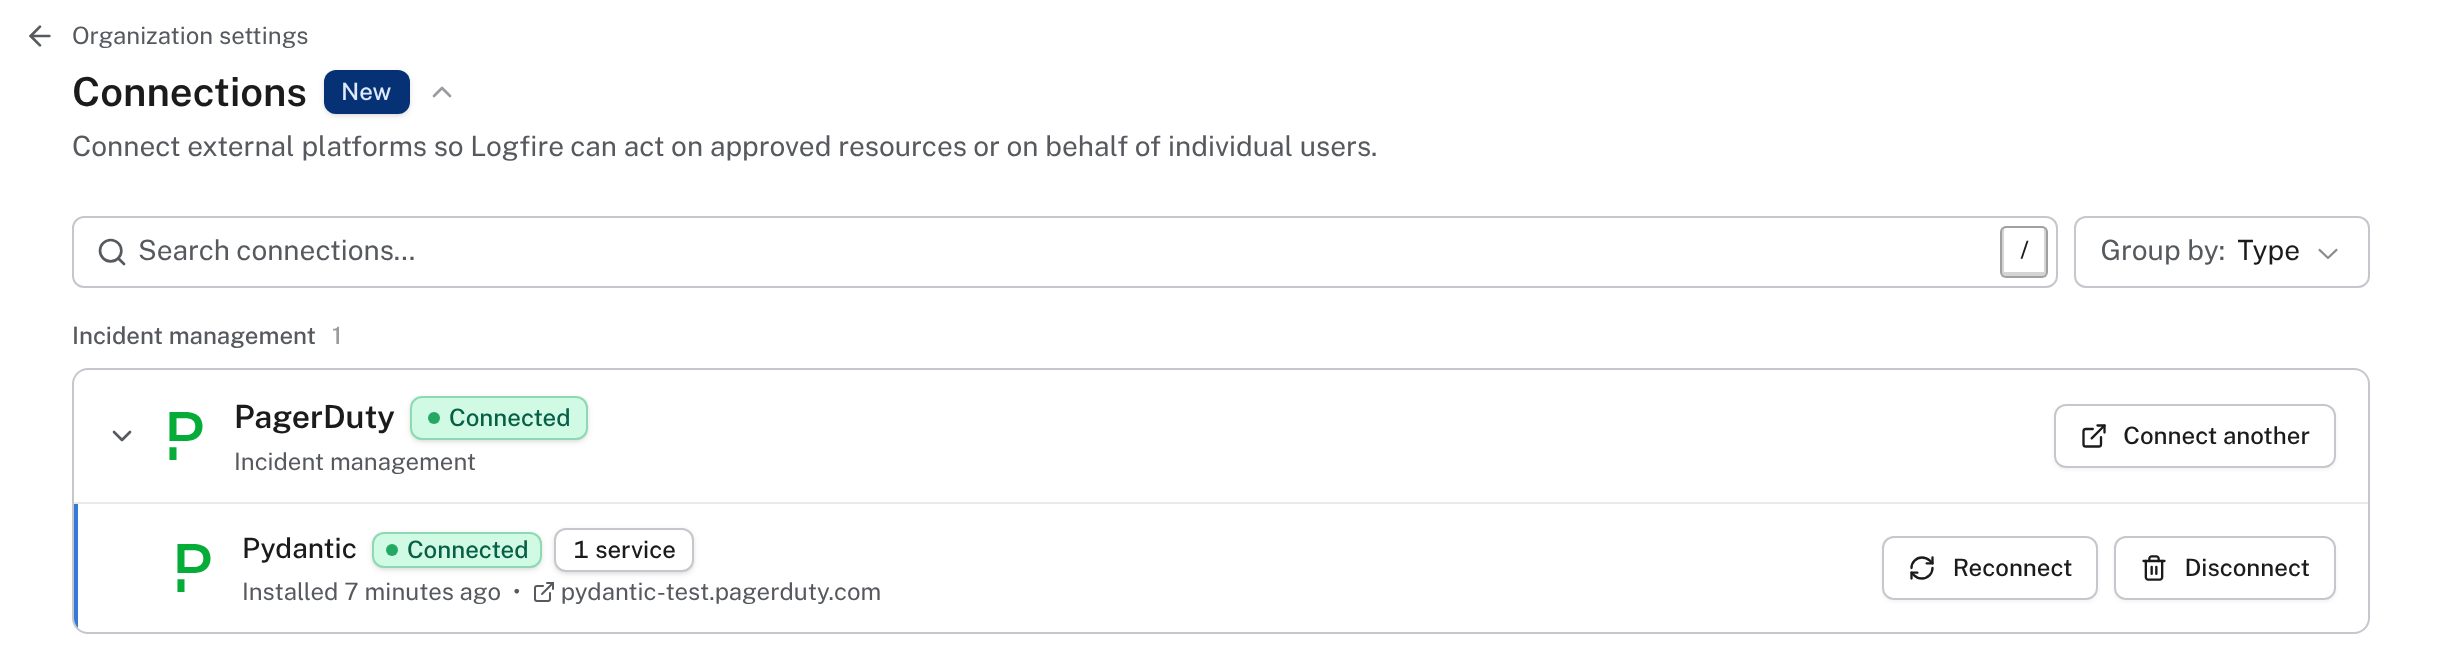 Organization settings
Connections New
Connect external platforms so Logfire can act on approved resources or on behalf of individual users.
Search connections... / Group by: Type
Incident management 1
PagerDuty Connected
Incident management
Connect another
Pydantic Connected 1 service
Installed 7 minutes ago • pydantic-test.pagerduty.com
Reconnect Disconnect